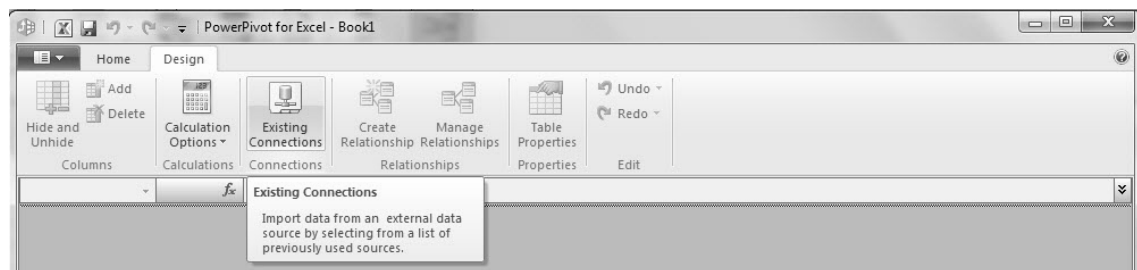 PowerPivot for Excel - Book1
Home Design
Add
Delete
Hide and
Unhide
Calculation
Options
Existing
Connections
Create
Relationship
Manage
Relationships
Table
Properties
Undo
Redo
Columns Calculations Connections Relationships Properties Edit
fx
Existing Connections
Import data from an external data
source by selecting from a list of
previously used sources.